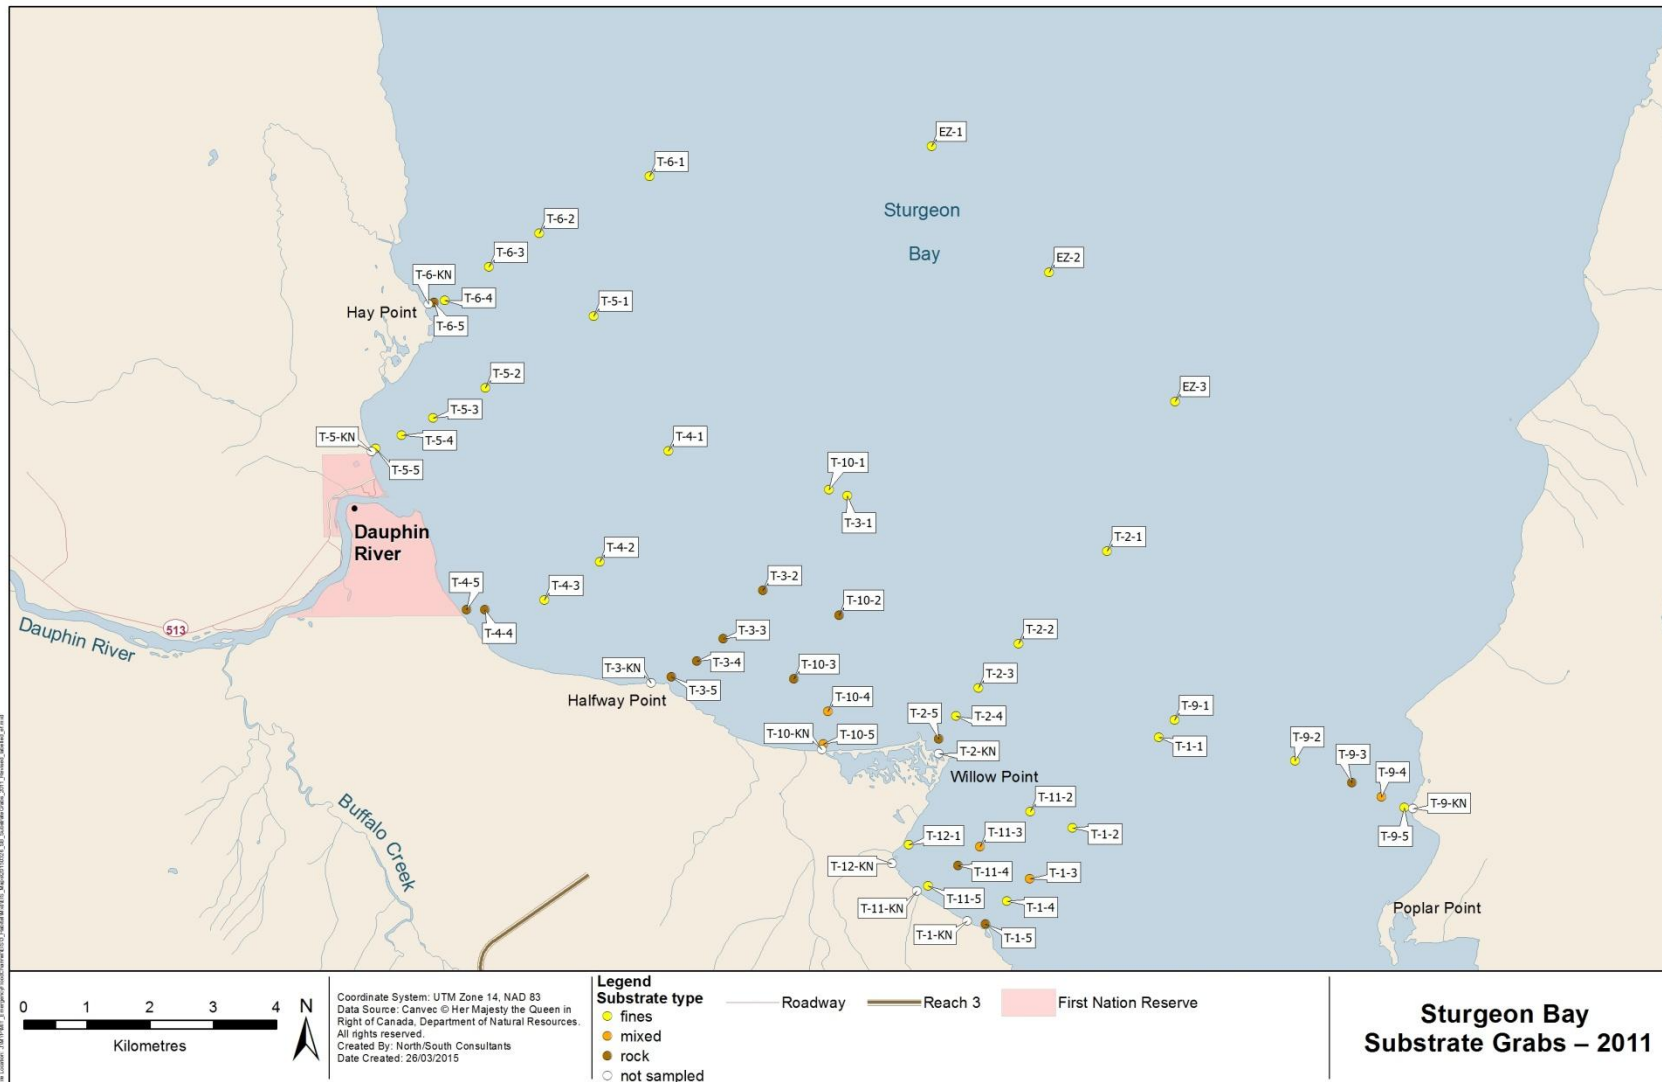 EZ-1
T-6-1
Sturgeon
Bay
T-6-2
T-6-3
EZ-2
T-6-KN
T-6-4
Hay Point
T-6-5
T-5-1
T-5-2
EZ-3
T-5-3
T-5-KN
T-5-4
T-4-1
T-5-5
T-10-1
T-3-1
Dauphin
River
T-2-1
T-4-2
T-4-5
T-4-3
T-3-2
T-10-2
T-4-4
513
Dauphin River
T-3-3
T-2-2
T-3-4
T-3-KN
T-10-3
T-2-3
T-3-5
Halfway Point
T-10-4
T-2-5
T-2-4
T-9-1
T-10-KN
T-10-5
T-2-KN
T-1-1
T-9-2
T-9-3
T-9-4
Willow Point
T-11-2
T-9-KN
T-9-5
Buffalo Creek
T-12-1
T-11-3
T-1-2
T-12-KN
T-11-4
T-1-3
T-11-5
T-11-KN
T-1-4
Poplar Point
T-1-KN
T-1-5
0 1 2 3 4
Kilometres
N
Coordinate System: UTM Zone 14, NAD 83
Data Source: Canvec © Her Majesty the Queen in
Right of Canada, Department of Natural Resources.
All rights reserved.
Created By: North/South Consultants
Date Created: 26/03/2015
Legend
Substrate type
fines
mixed
rock
not sampled
Roadway
Reach 3
First Nation Reserve
Sturgeon Bay
Substrate Grabs – 2011